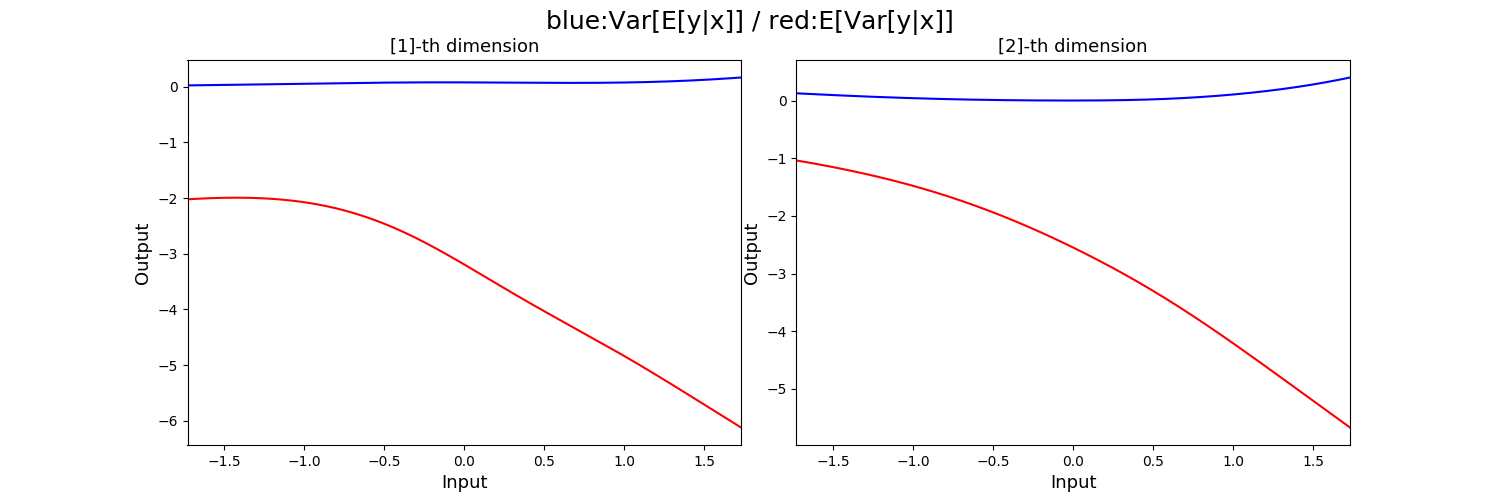 blue:Var[E[y|x]] / red:E[Var[y|x]]
[1]-th dimension
Output
0
−1
−2
−3
−4
−5
−6
−1.5 −1.0 −0.5 0.0 0.5 1.0 1.5
Input
[2]-th dimension
Output
0
−1
−2
−3
−4
−5
−1.5 −1.0 −0.5 0.0 0.5 1.0 1.5
Input